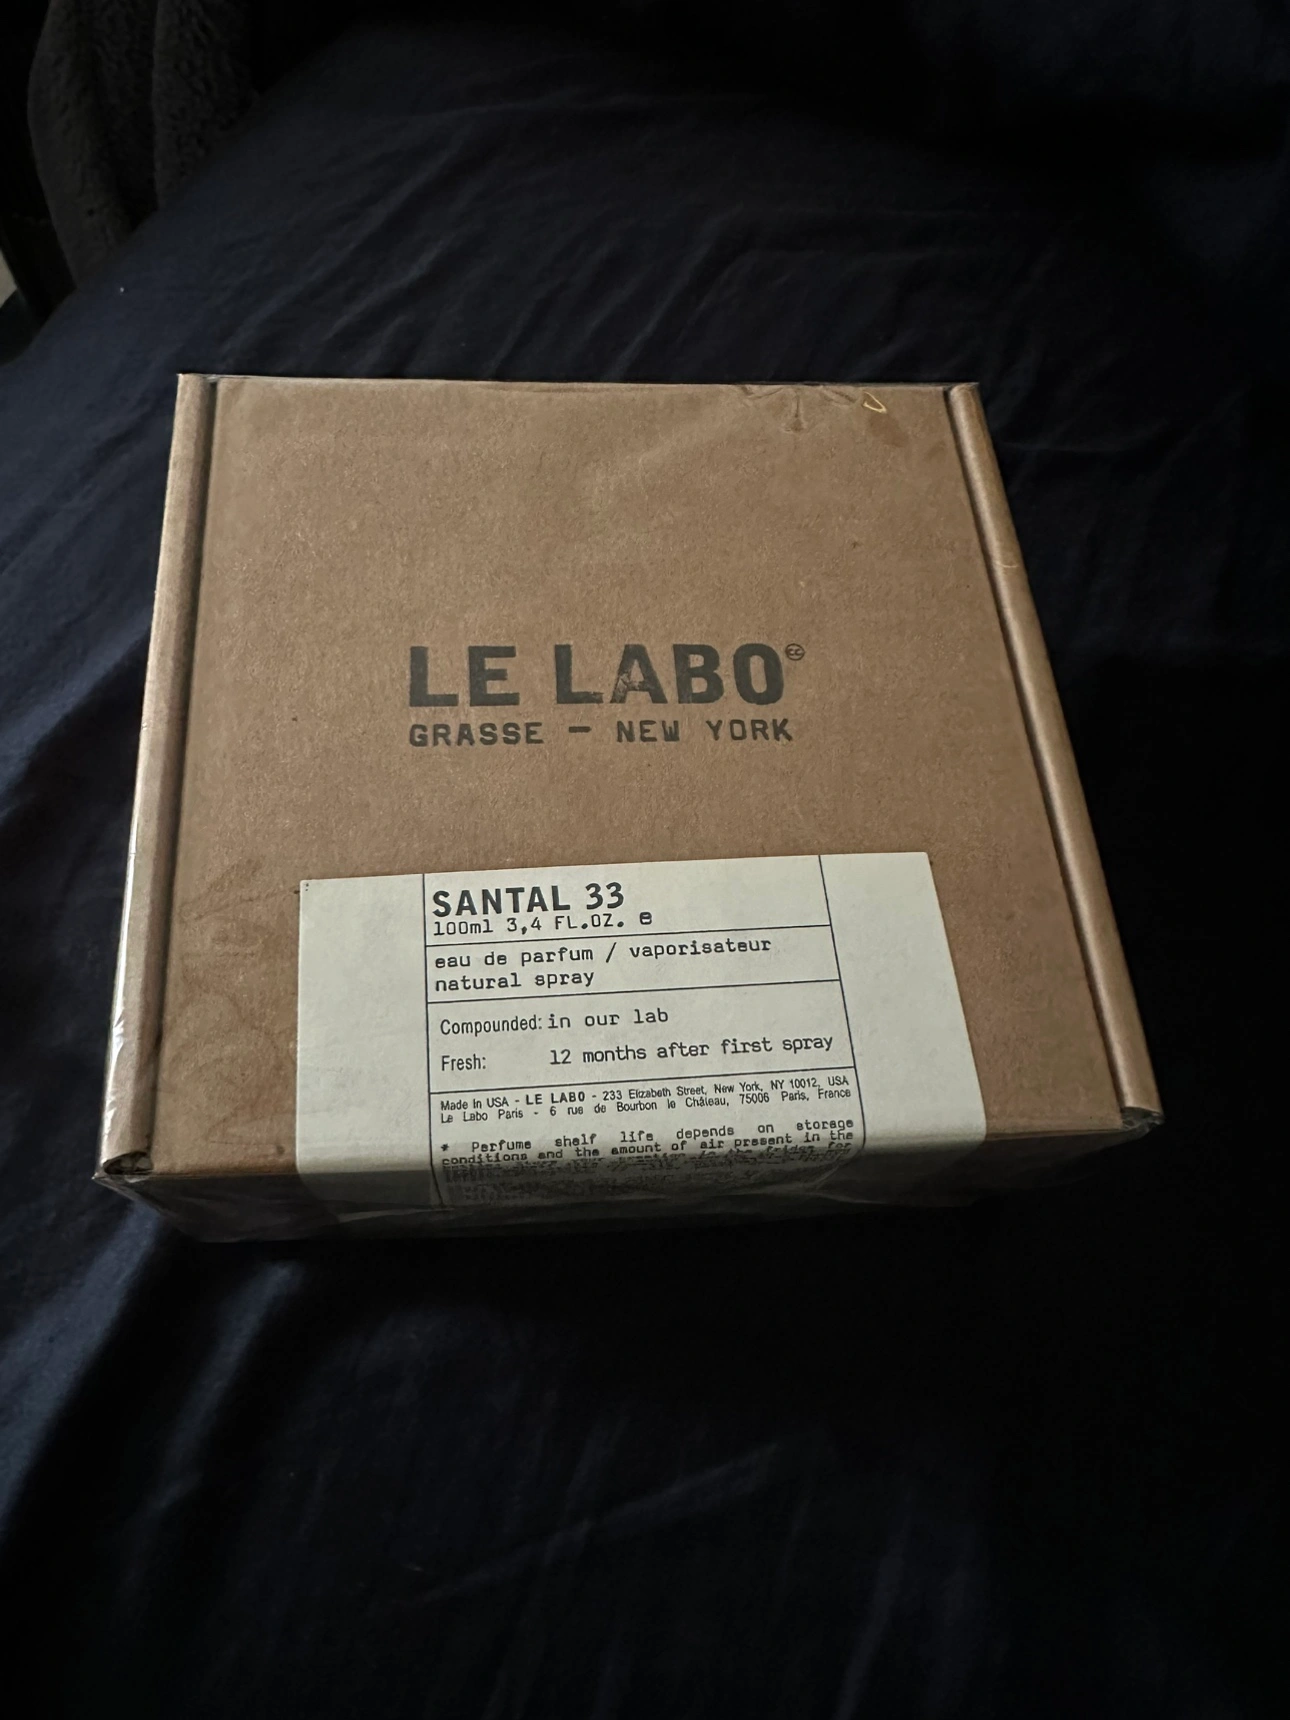 LE LABO
GRASSE — NEW YORK
SANTAL 33
100ml 3,4 FL.OZ. e
eau de parfum / vaporisateur
natural spray
Compounded: in our lab
Fresh: 12 months after first spray
Made in USA - LE LABO - 233 Elizabeth Street, New York, NY 10012, USA
Le Labo Paris - 6 rue de Bourbon le Château, 75006 Paris, France
* Perfume shelf life depends on storage
conditions and the amount of air present in the